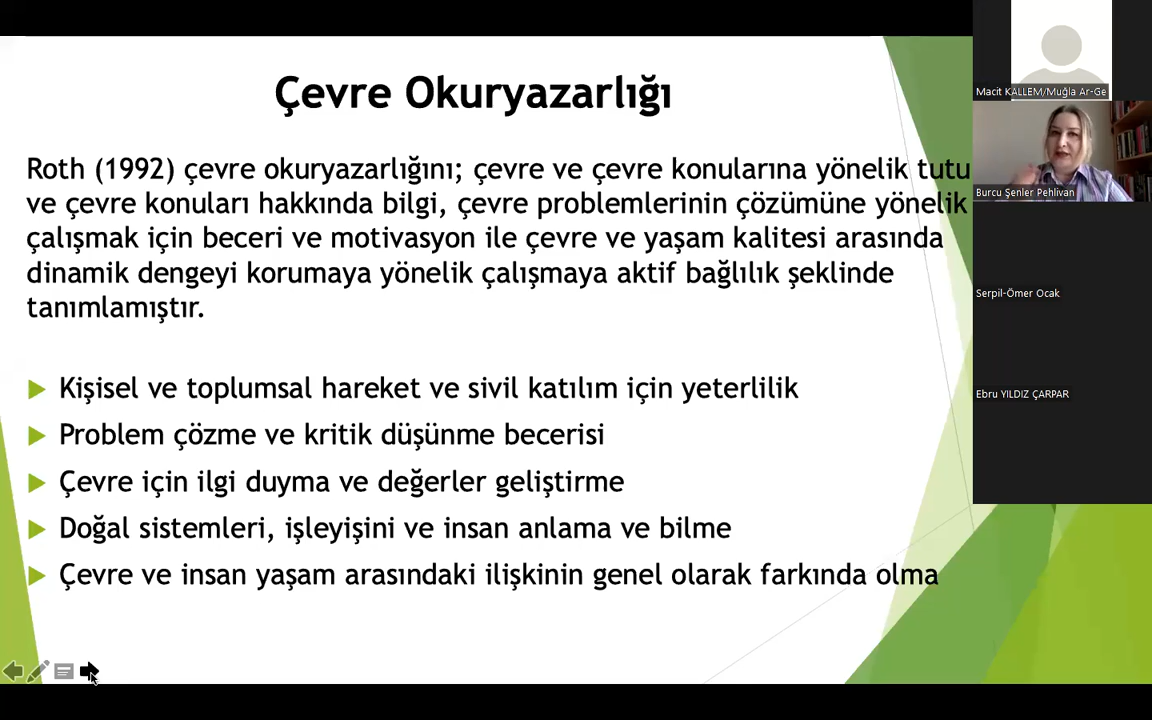 Çevre Okuryazarlığı
Roth (1992) çevre okuryazarlığını; çevre ve çevre konularına yönelik tutu
ve çevre konuları hakkında bilgi, çevre problemlerinin çözümüne yönelik
çalışmak için beceri ve motivasyon ile çevre ve yaşam kalitesi arasında
dinamik dengeyi korumaya yönelik çalışmaya aktif bağlılık şeklinde
tanımlamıştır.
Kişisel ve toplumsal hareket ve sivil katılım için yeterlilik
Problem çözme ve kritik düşünme becerisi
Çevre için ilgi duyma ve değerler geliştirme
Doğal sistemleri, işleyişini ve insan anlama ve bilme
Çevre ve insan yaşam arasındaki ilişkinin genel olarak farkında olma
Macit KALLEM/Muğla Ar-Ge
Burcu Şenler Pehlivan
Serpil-Ömer Ocak
Ebru YILDIZ ÇARPAR